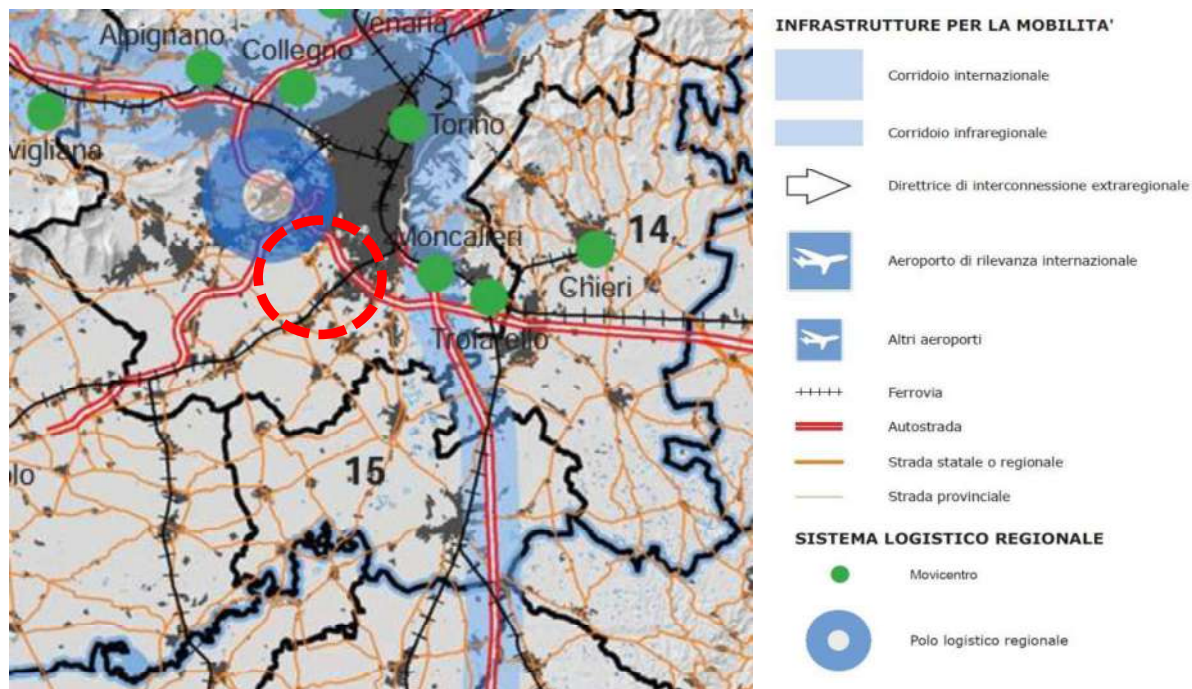 Venaria
Alpignano
Collegno
Torino
vigliana
Moncalieri
14
Chieri
Trofarello
15
olo
INFRASTRUTTURE PER LA MOBILITA'
Corridoio internazionale
Corridoio infraregionale
Direttrice di interconnessione extraregionale
Aeroporto di rilevanza internazionale
Altri aeroporti
Ferrovia
Autostrada
Strada statale o regionale
Strada provinciale
SISTEMA LOGISTICO REGIONALE
Movicentro
Polo logistico regionale